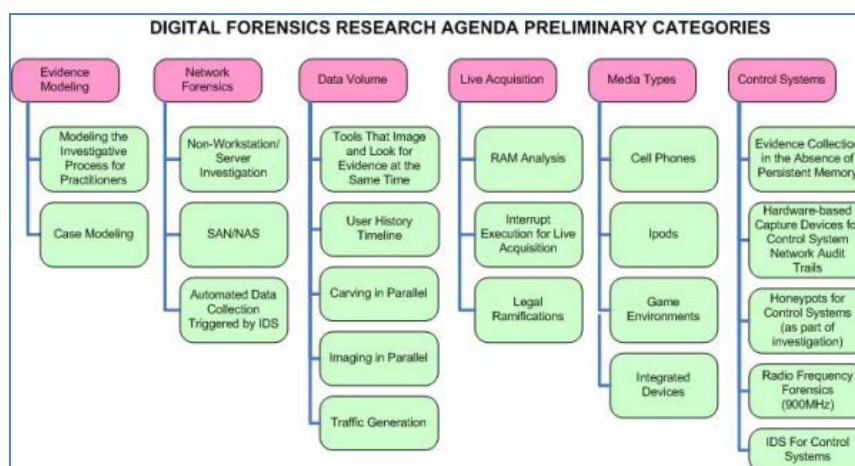 DIGITAL FORENSICS RESEARCH AGENDA PRELIMINARY CATEGORIES
Evidence
Modeling
Modeling the
Investigative
Process for
Practitioners
Case Modeling
Network
Forensics
Non-Workstation/
Server
Investigation
SAN/NAS
Automated Data
Collection
Triggered by IDS
Data Volume
Tools That Image
and Look for
Evidence at the
Same Time
User History
Timeline
Carving in Parallel
Imaging in Parallel
Traffic Generation
Live Acquisition
RAM Analysis
Interrupt
Execution for Live
Acquisition
Legal
Ramifications
Media Types
Cell Phones
Ipods
Game
Environments
Integrated
Devices
Control Systems
Evidence Collection
in the Absence of
Persistent Memory
Hardware-based
Capture Devices for
Control System
Network Audit
Trails
Honeypots for
Control Systems
(as part of
investigation)
Radio Frequency
Forensics
(900MHz)
IDS For Control
Systems